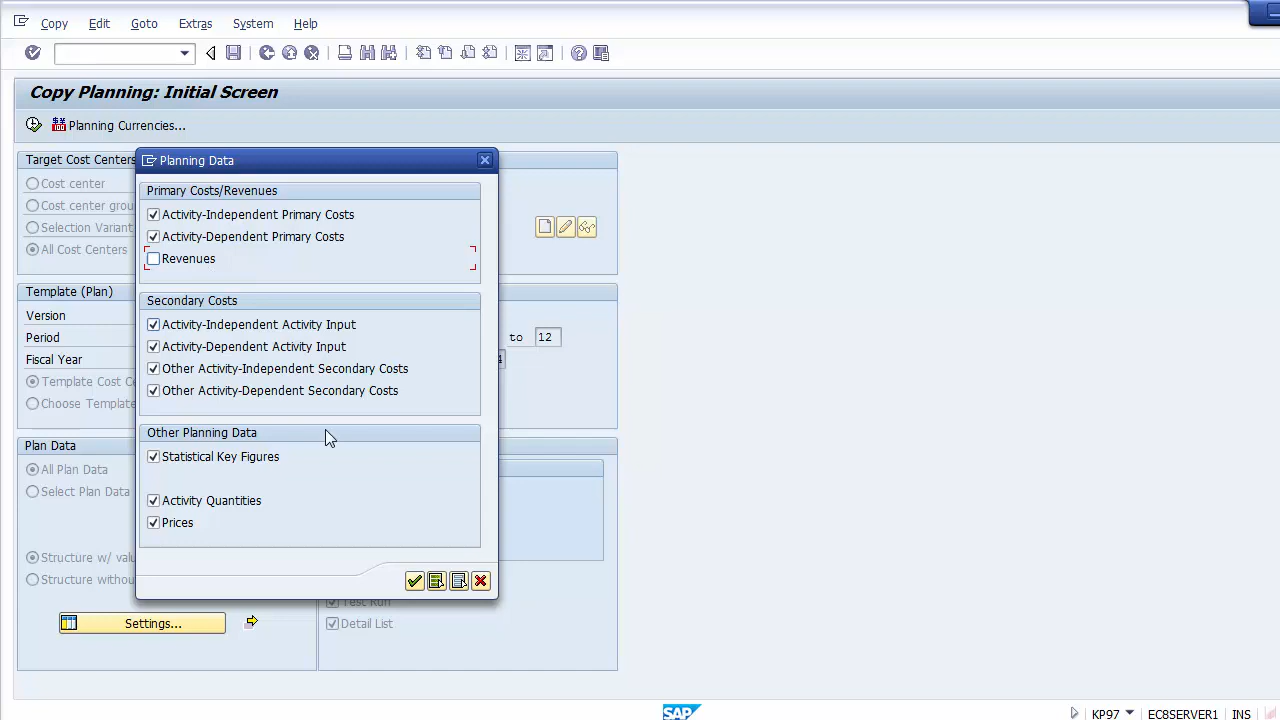 Copy Edit Goto Extras System Help
Copy Planning: Initial Screen
Planning Currencies...
Target Cost Centers
Cost center
Cost center grou
Selection Variant
All Cost Centers
Template (Plan)
Version
Period to 12
Fiscal Year
Template Cost Ce
Choose Template
Plan Data
All Plan Data
Select Plan Data
Structure w/ valu
Structure withou
Settings...
Test Run
Detail List
Planning Data
Primary Costs/Revenues
Activity-Independent Primary Costs
Activity-Dependent Primary Costs
Revenues
Secondary Costs
Activity-Independent Activity Input
Activity-Dependent Activity Input
Other Activity-Independent Secondary Costs
Other Activity-Dependent Secondary Costs
Other Planning Data
Statistical Key Figures
Activity Quantities
Prices
SAP
KP97 EC8SERVER1 INS